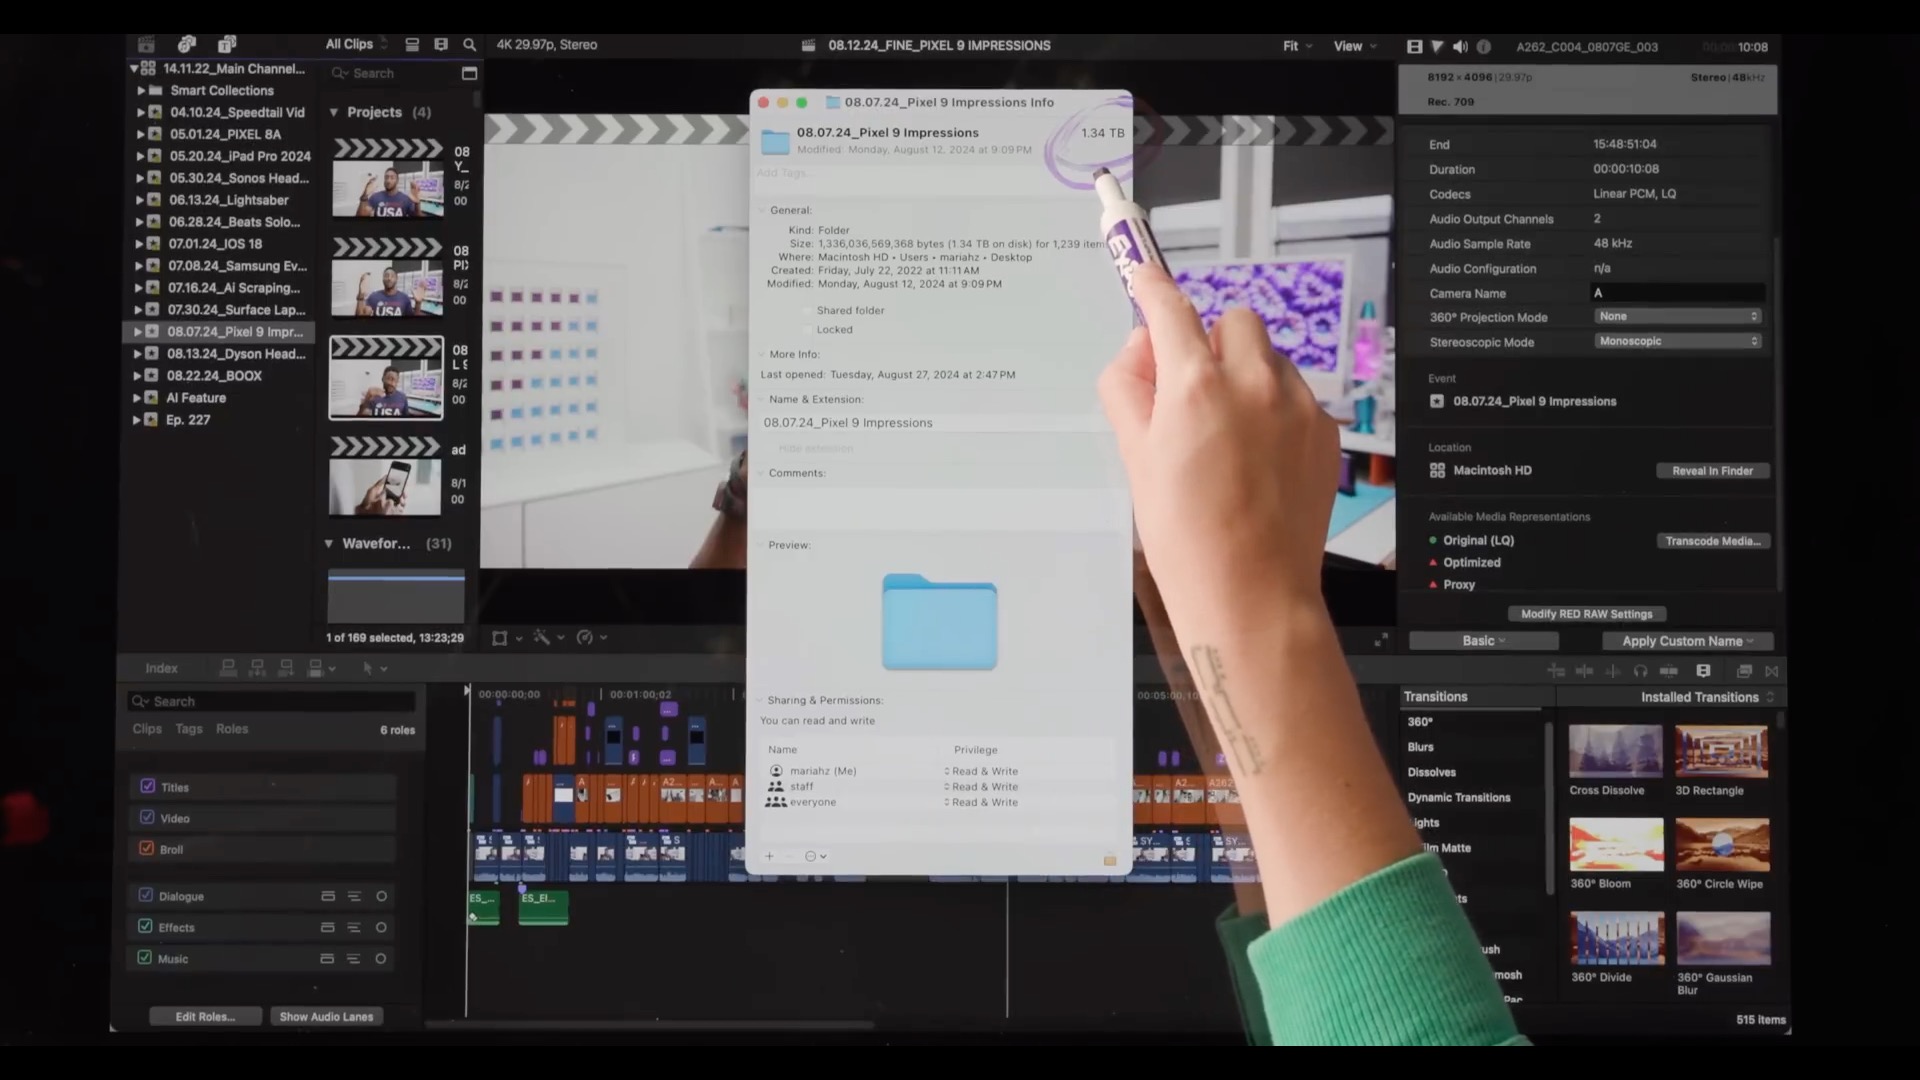 All Clips
4K 29.97p, Stereo
08.12.24_FINE_PIXEL 9 IMPRESSIONS
Fit
View
A262_C004_0807GE_003
10:08
14.11.22_Main Channel...
Smart Collections
04.10.24_Speedtail Vid
05.01.24_PIXEL 8A
05.20.24_iPad Pro 2024
05.30.24_Sonos Head...
06.13.24_Lightsaber
06.28.24_Beats Solo...
07.01.24_IOS 18
07.08.24_Samsung Ev...
07.16.24_Ai Scraping...
07.30.24_Surface Lap...
08.07.24_Pixel 9 Impr...
08.13.24_Dyson Head...
08.22.24_BOOX
AI Feature
Ep. 227
Search
Projects (4)
08
Y_
8/2
00
08
PI
8/2
00
08
L S
8/2
00
ad
8/1
00
Wavefor... (31)
1 of 169 selected, 13:23;29
USA
USA
USA
08.07.24_Pixel 9 Impressions Info
08.07.24_Pixel 9 Impressions
1.34 TB
Modified: Monday, August 12, 2024 at 9:09 PM
Add Tags...
General:
Kind: Folder
Size: 1,336,036,569,368 bytes (1.34 TB on disk) for 1,239 item
Where: Macintosh HD • Users • mariahz • Desktop
Created: Friday, July 22, 2022 at 11:11 AM
Modified: Monday, August 12, 2024 at 9:09 PM
Shared folder
Locked
More Info:
Last opened: Tuesday, August 27, 2024 at 2:47 PM
Name & Extension:
08.07.24_Pixel 9 Impressions
Hide extension
Comments:
Preview:
Sharing & Permissions:
You can read and write
Name Privilege
mariahz (Me) Read & Write
staff Read & Write
everyone Read & Write
8192 × 4096 | 29.97p
Stereo | 48kHz
Rec. 709
End 15:48:51:04
Duration 00:00:10:08
Codecs Linear PCM, LQ
Audio Output Channels 2
Audio Sample Rate 48 kHz
Audio Configuration n/a
Camera Name A
360° Projection Mode None
Stereoscopic Mode Monoscopic
Event
08.07.24_Pixel 9 Impressions
Location
Macintosh HD
Reveal In Finder
Available Media Representations
Original (LQ)
Transcode Media...
Optimized
Proxy
Modify RED RAW Settings
Basic
Apply Custom Name
Index
Search
Clips Tags Roles 6 roles
Titles
Video
Broll
Dialogue
Effects
Music
Edit Roles...
Show Audio Lanes
00:00:00;00
00:01:00;02
00:05:00;10
A2...
A...
A2...
A262
S
S
SY...
S
SY
ES_...
ES_El...
Transitions
Installed Transitions
360°
Blurs
Dissolves
Dynamic Transitions
ights
ilm Matte
ts
ush
mosh
Pac
Cross Dissolve
3D Rectangle
360° Bloom
360° Circle Wipe
360° Divide
360° Gaussian
Blur
515 items